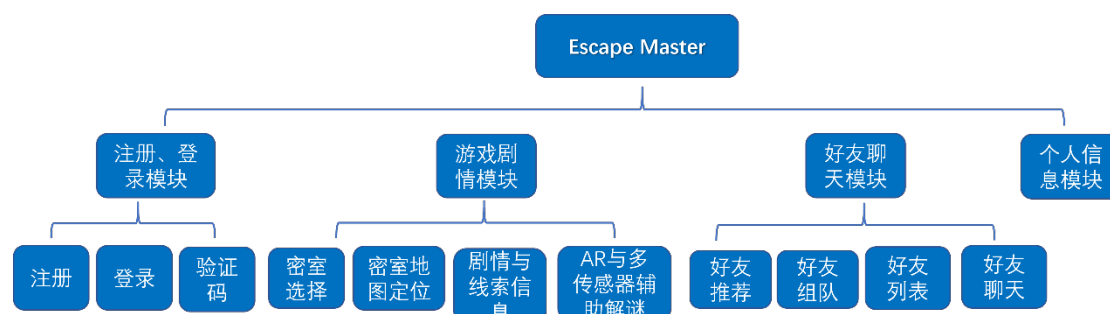 Escape Master
注册、登
录模块
游戏剧
情模块
好友聊
天模块
个人信
息模块
注册
登录
验证
码
密室
选择
密室地
图定位
剧情与
线索信
息
AR与多
传感器辅
助解谜
好友
推荐
好友
组队
好友
列表
好友
聊天